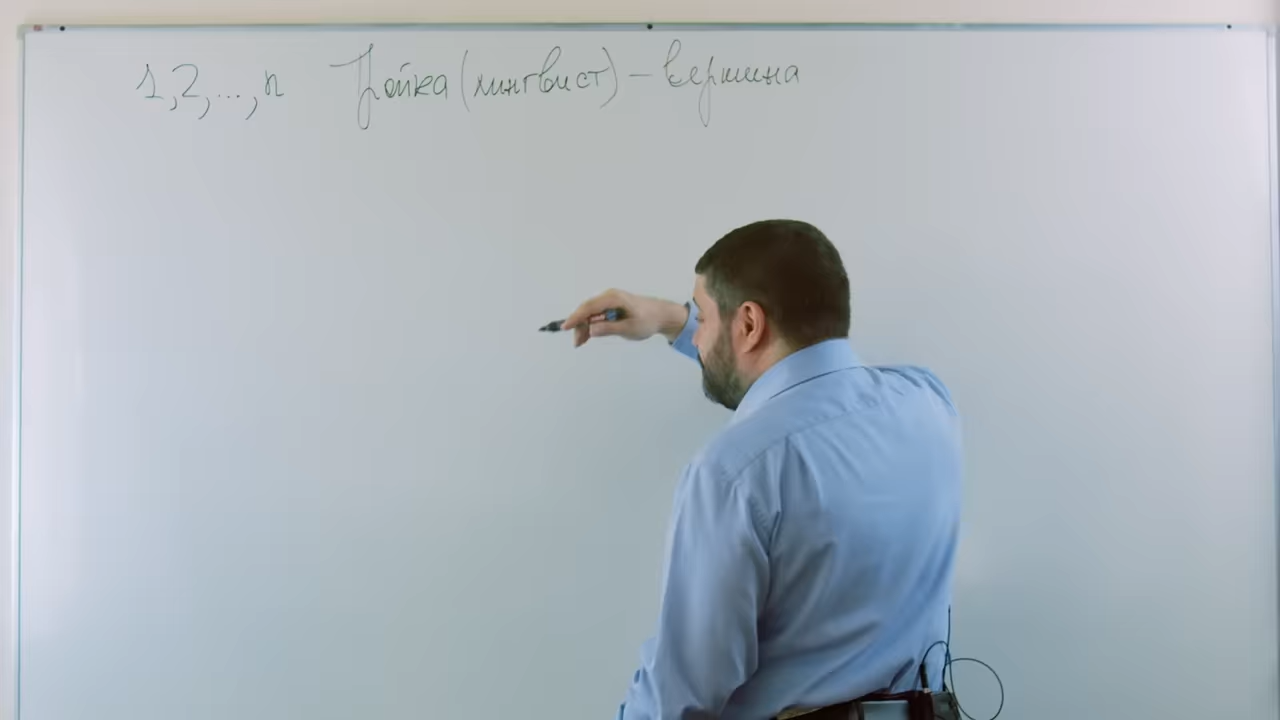 1,2,...,n Тройка (лингвист) – вершина